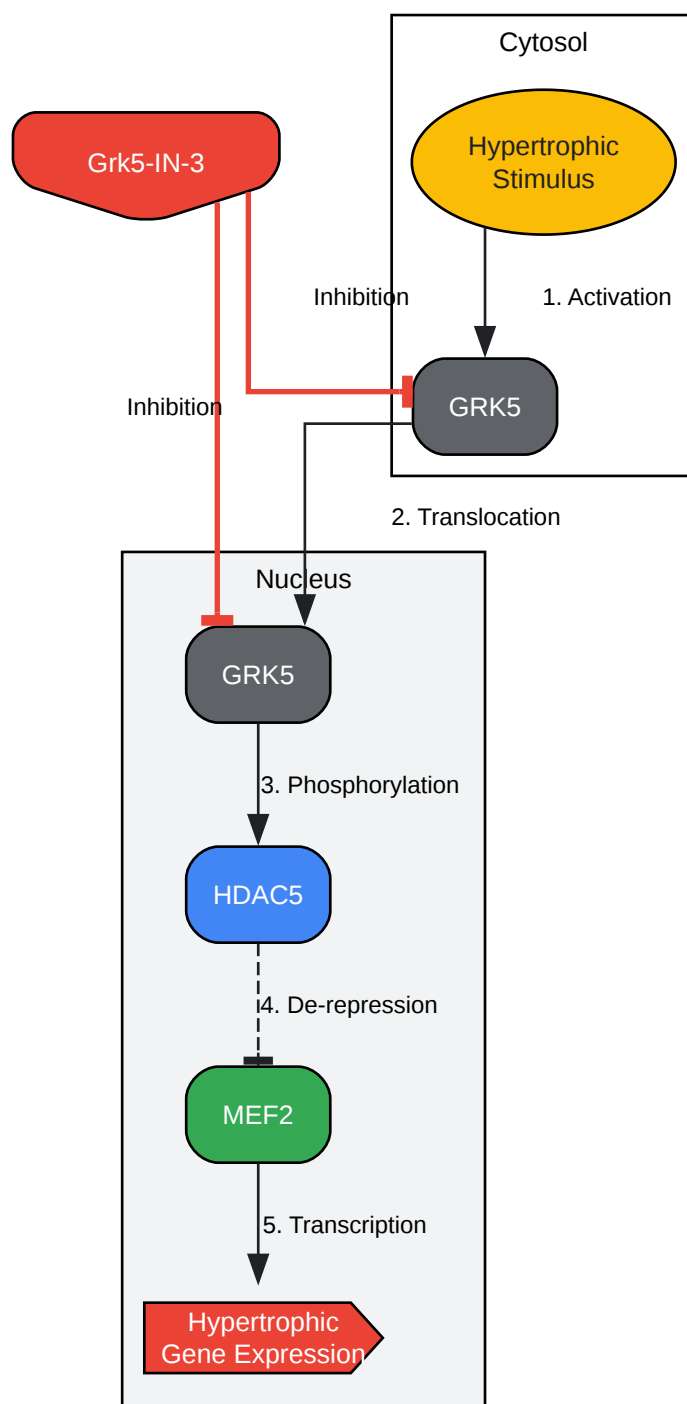 Cytosol
Grk5-IN-3
Hypertrophic
Stimulus
Inhibition
1. Activation
Inhibition
GRK5
2. Translocation
Nucleus
GRK5
3. Phosphorylation
HDAC5
4. De-repression
MEF2
5. Transcription
Hypertrophic
Gene Expression